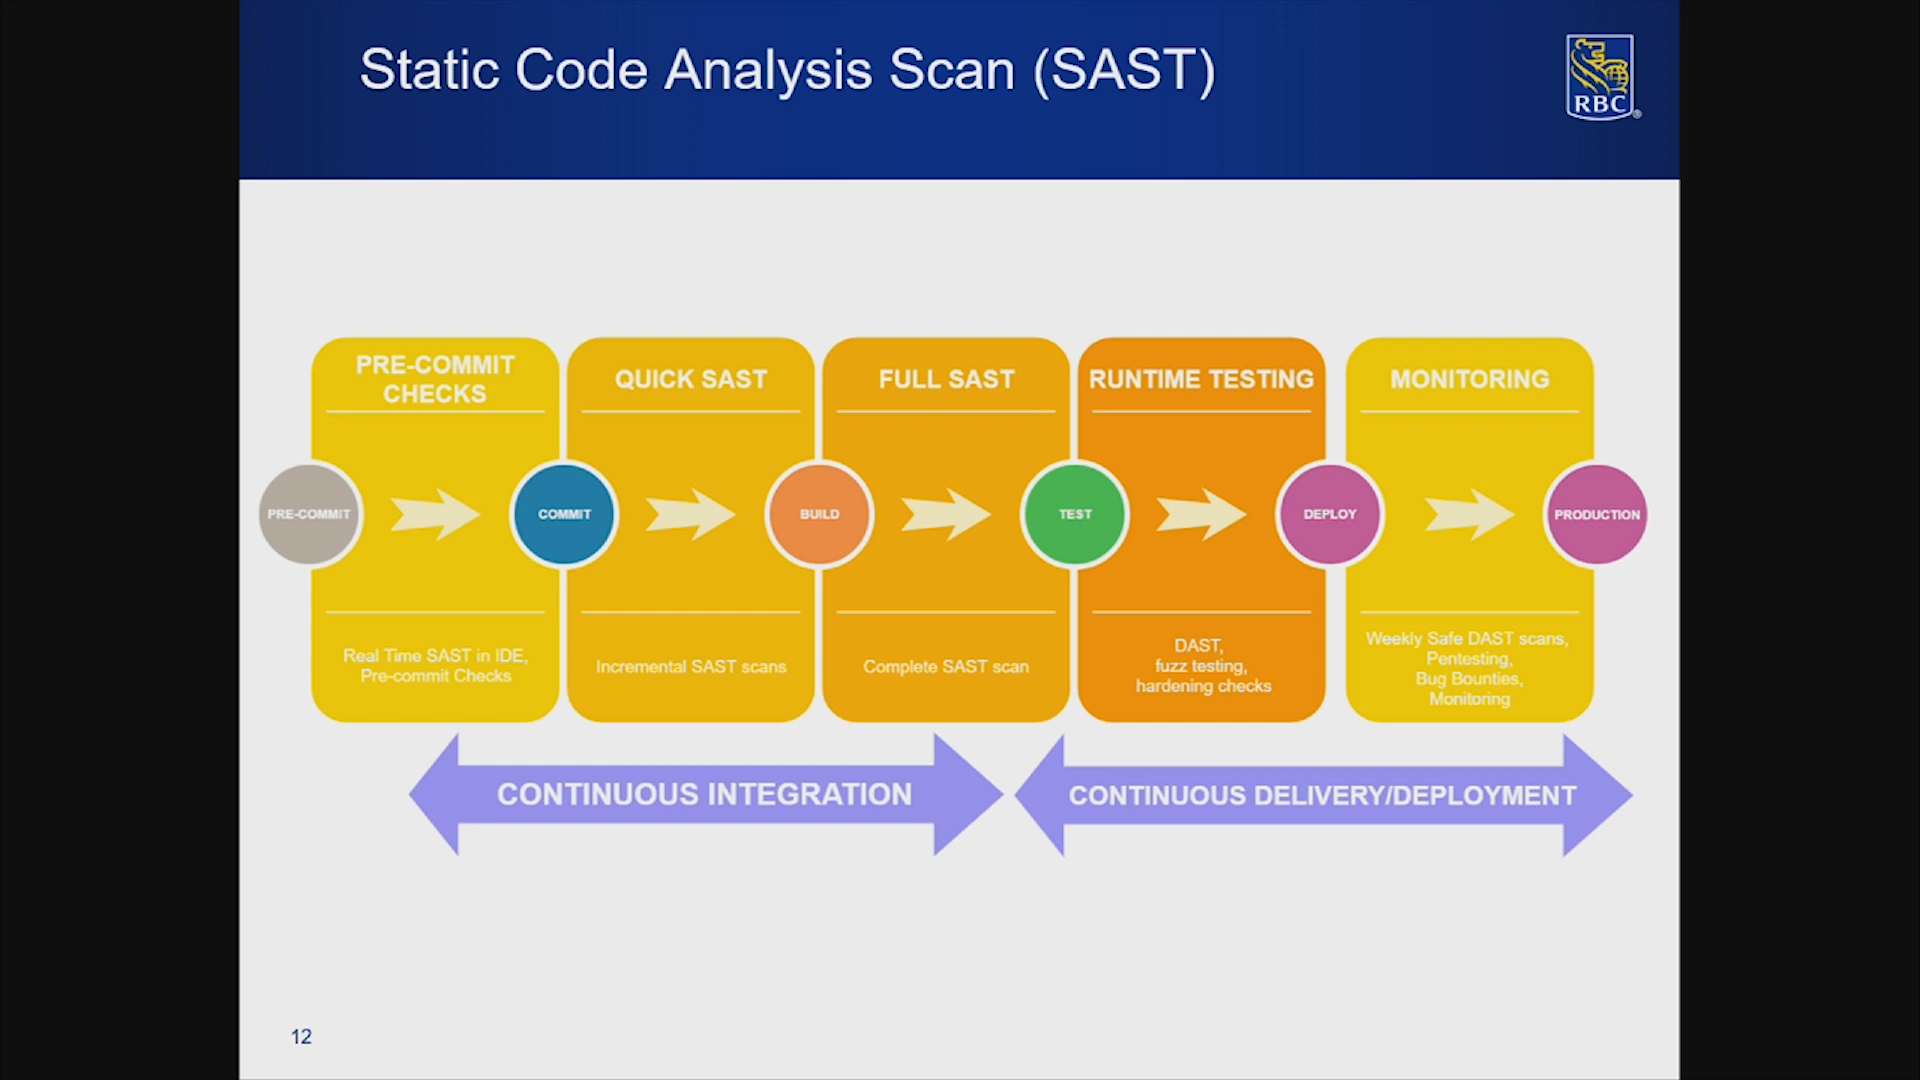 Static Code Analysis Scan (SAST)
RBC
®
PRE-COMMIT
CHECKS
QUICK SAST
FULL SAST
RUNTIME TESTING
MONITORING
PRE-COMMIT
COMMIT
BUILD
TEST
DEPLOY
PRODUCTION
Real Time SAST in IDE,
Pre-commit Checks
Incremental SAST scans
Complete SAST scan
DAST,
fuzz testing,
hardening checks
Weekly Safe DAST scans,
Pentesting,
Bug Bounties,
Monitoring
CONTINUOUS INTEGRATION
CONTINUOUS DELIVERY/DEPLOYMENT
12